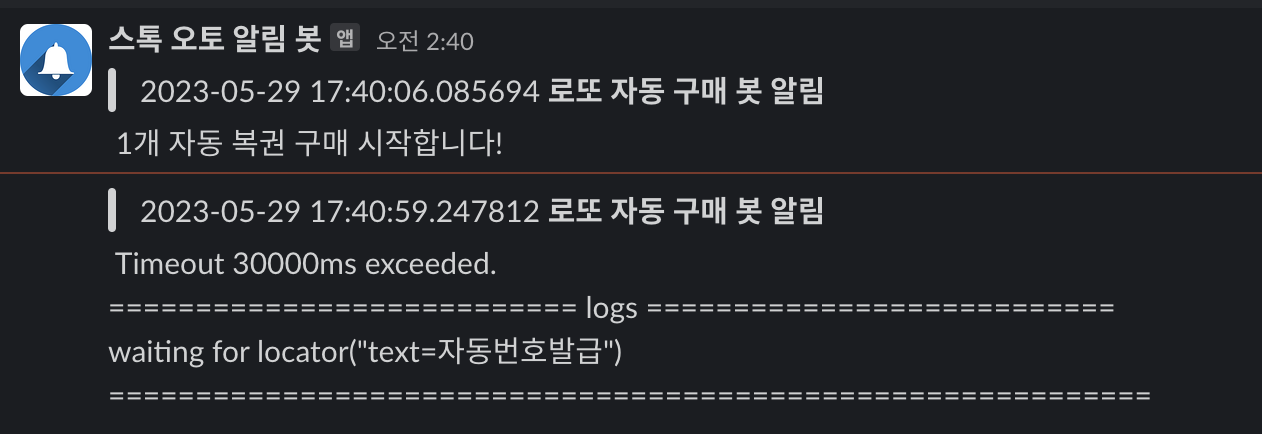 스톡 오토 알림 봇 앱 오전 2:40
2023-05-29 17:40:06.085694 로또 자동 구매 봇 알림
1개 자동 복권 구매 시작합니다!
2023-05-29 17:40:59.247812 로또 자동 구매 봇 알림
Timeout 30000ms exceeded.
=========================== logs ===========================
waiting for locator("text=자동번호발급")
============================================================